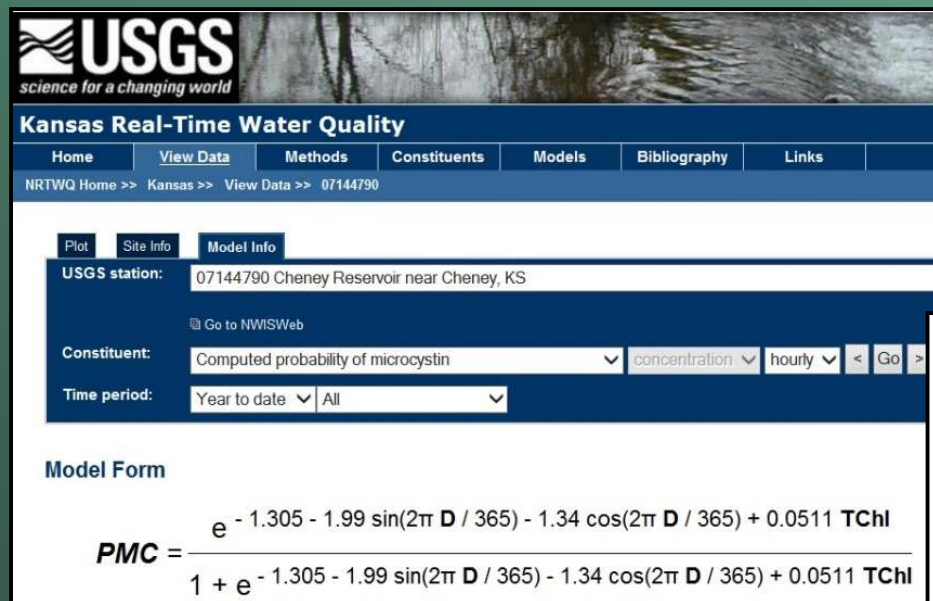 USGS
science for a changing world
Kansas Real-Time Water Quality
Home View Data Methods Constituents Models Bibliography Links
NRTWQ Home >> Kansas >> View Data >> 07144790
Plot Site Info Model Info
USGS station: 07144790 Cheney Reservoir near Cheney, KS
Go to NWISWeb
Constituent: Computed probability of microcystin concentration hourly < Go >
Time period: Year to date All
Model Form
e - 1.305 - 1.99 sin(2π D / 365) - 1.34 cos(2π D / 365) + 0.0511 TChl
PMC =
1 + e - 1.305 - 1.99 sin(2π D / 365) - 1.34 cos(2π D / 365) + 0.0511 TChl